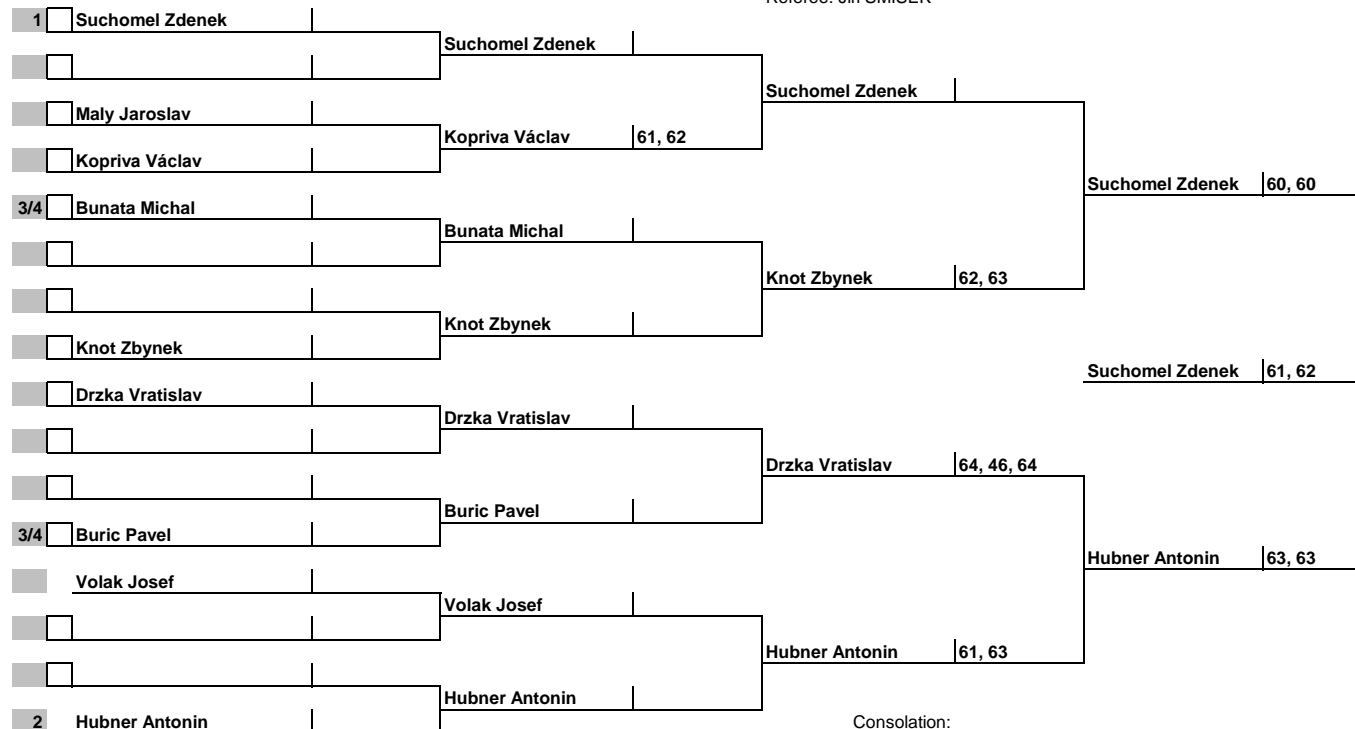 Referee:
1 Suchomel Zdenek
Suchomel Zdenek
Suchomel Zdenek
Maly Jaroslav
Kopriva Václav 61, 62
Kopriva Václav
Suchomel Zdenek 60, 60
3/4 Bunata Michal
Bunata Michal
Knot Zbynek 62, 63
Knot Zbynek
Knot Zbynek
Suchomel Zdenek 61, 62
Drzka Vratislav
Drzka Vratislav
Drzka Vratislav 64, 46, 64
Buric Pavel
3/4 Buric Pavel
Hubner Antonin 63, 63
Volak Josef
Volak Josef
Hubner Antonin 61, 63
Hubner Antonin
2 Hubner Antonin Consolation: